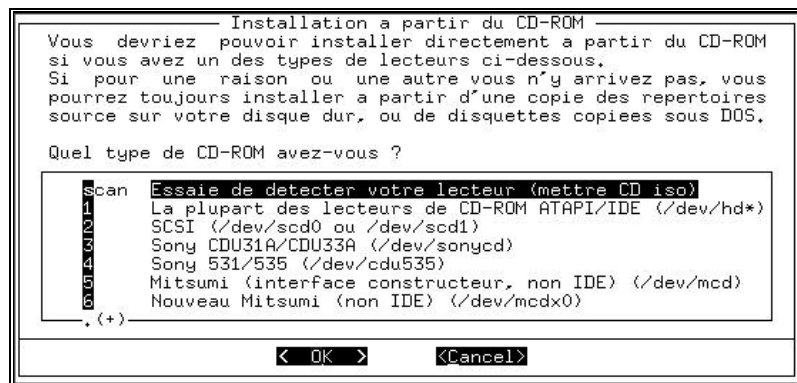 Installation a partir du CD-ROM
Vous devriez pouvoir installer directement a partir du CD-ROM
si vous avez un des types de lecteurs ci-dessous.
Si pour une raison ou une autre vous n'y arrivez pas, vous
pourrez toujours installer a partir d'une copie des repertoires
source sur votre disque dur, ou de disquettes copiees sous DOS.
Quel type de CD-ROM avez-vous ?
scan Essaie de detecter votre lecteur (mettre CD iso)
1 La plupart des lecteurs de CD-ROM ATAPI/IDE (/dev/hd*)
2 SCSI (/dev/scd0 ou /dev/scd1)
3 Sony CDU31A/CDU33A (/dev/sonycd)
4 Sony 531/535 (/dev/cdu535)
5 Mitsumi (interface constructeur, non IDE) (/dev/mcd)
6 Nouveau Mitsumi (non IDE) (/dev/mcdx0)
.(+)
< OK > <Cancel>